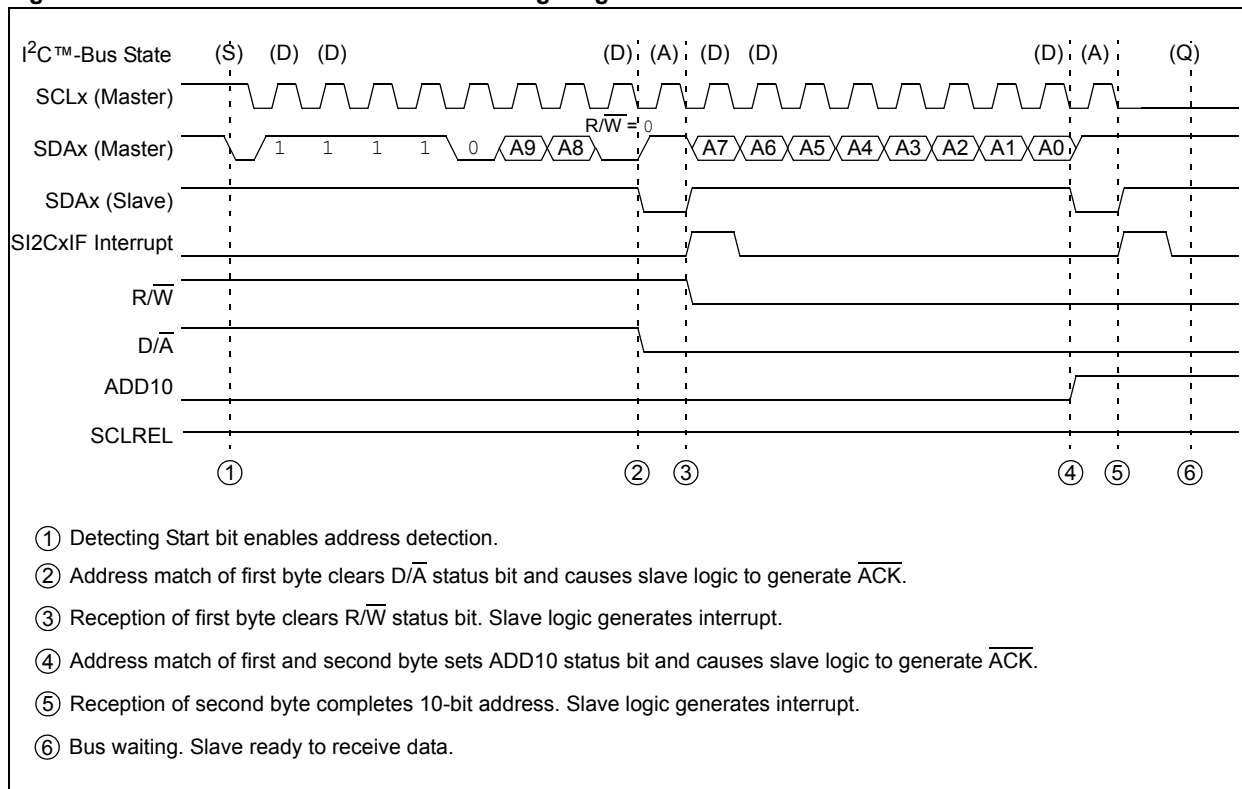 I²C™-Bus State (S) (D) (D) (D) (A) (D) (D) (D) (A) (Q)
SCLx (Master)
R/W̅ = 0
SDAx (Master) 1 1 1 1 0 A9 A8 A7 A6 A5 A4 A3 A2 A1 A0
SDAx (Slave)
SI2CxIF Interrupt
R/W̅
D/A̅
ADD10
SCLREL
① ② ③ ④ ⑤ ⑥
① Detecting Start bit enables address detection.
② Address match of first byte clears D/A̅ status bit and causes slave logic to generate A̅C̅K̅.
③ Reception of first byte clears R/W̅ status bit. Slave logic generates interrupt.
④ Address match of first and second byte sets ADD10 status bit and causes slave logic to generate A̅C̅K̅.
⑤ Reception of second byte completes 10-bit address. Slave logic generates interrupt.
⑥ Bus waiting. Slave ready to receive data.